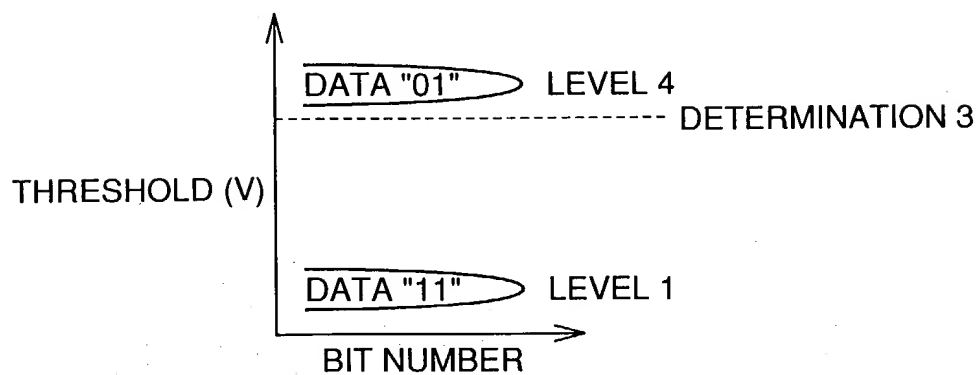 DATA "01" LEVEL 4
DETERMINATION 3
THRESHOLD (V)
DATA "11" LEVEL 1
BIT NUMBER